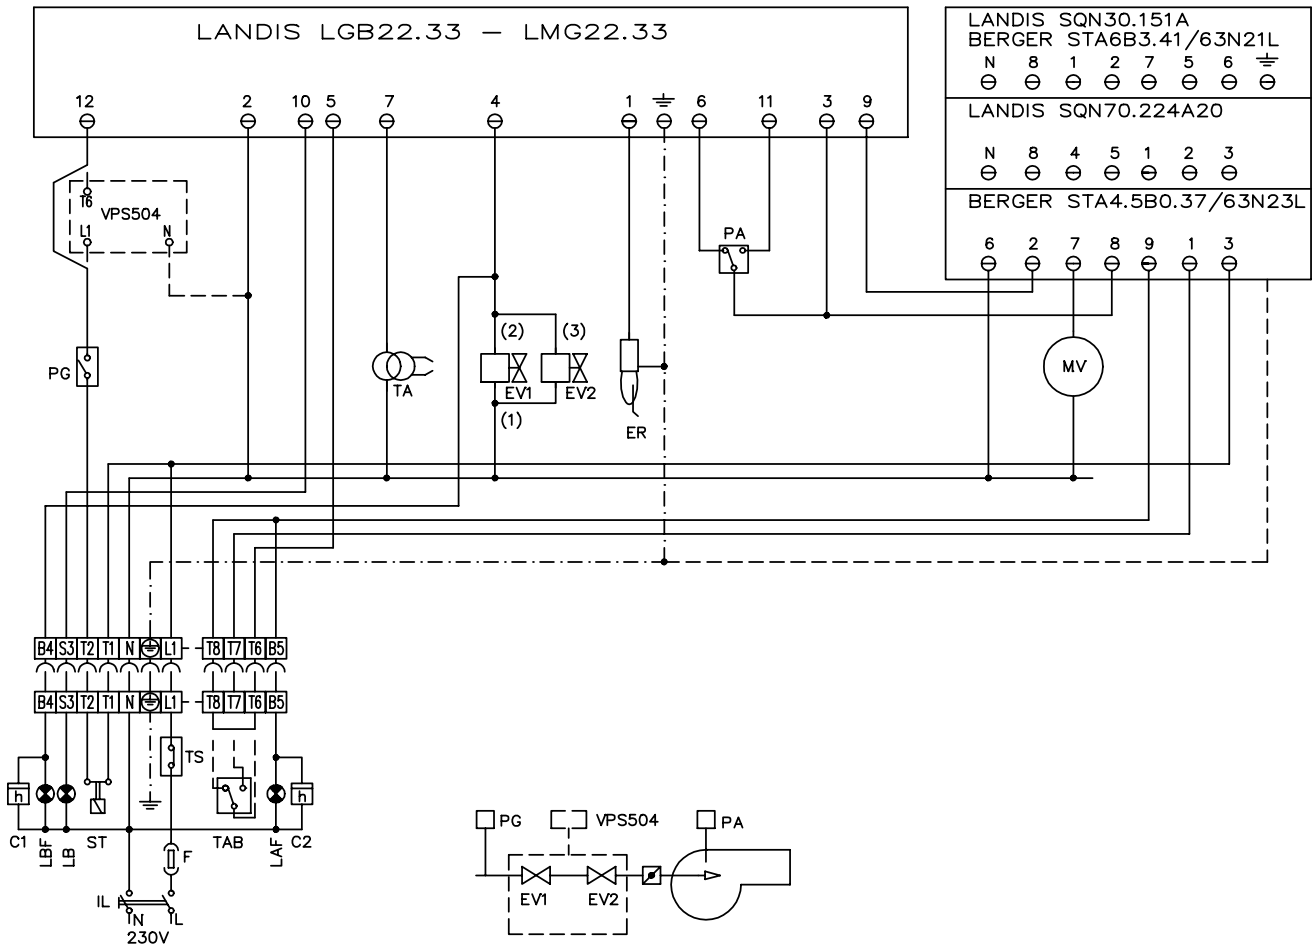 LANDIS LGB22.33 – LMG22.33
12 2 10 5 7 4 1 6 11 3 9
LANDIS SQN30.151A
BERGER STA6B3.41/63N21L
N 8 1 2 7 5 6
LANDIS SQN70.224A20
N 8 4 5 1 2 3
BERGER STA4.5B0.37/63N23L
6 2 7 8 9 1 3
T6
VPS504
L1 N
PA
PG
TA
(2) (3)
EV1 EV2
(1)
ER
MV
B4 S3 T2 T1 N L1 T8 T7 T6 B5
B4 S3 T2 T1 N L1 T8 T7 T6 B5
TS
h h
C1 LBF LB ST TAB LAF C2
F
IL
N L
230V
PG VPS504 PA
EV1 EV2